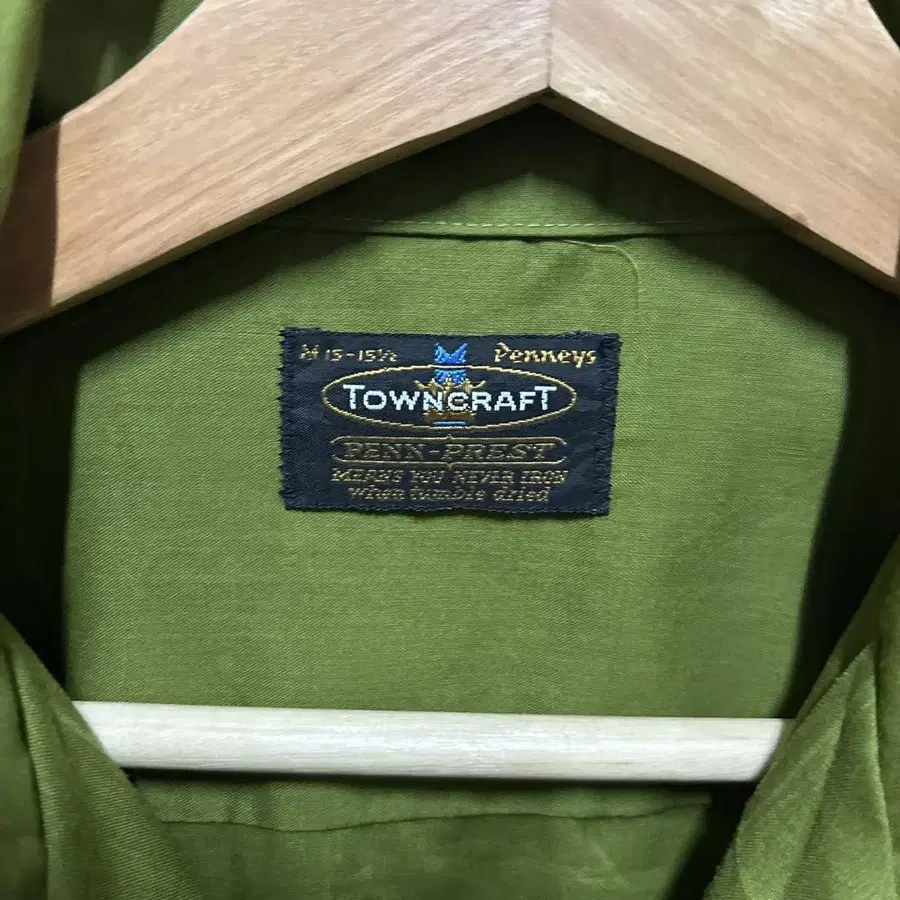 M 15-15½ Penneys
TOWNCRAFT
PENN-PREST
MEANS YOU NEVER IRON
when tumble dried